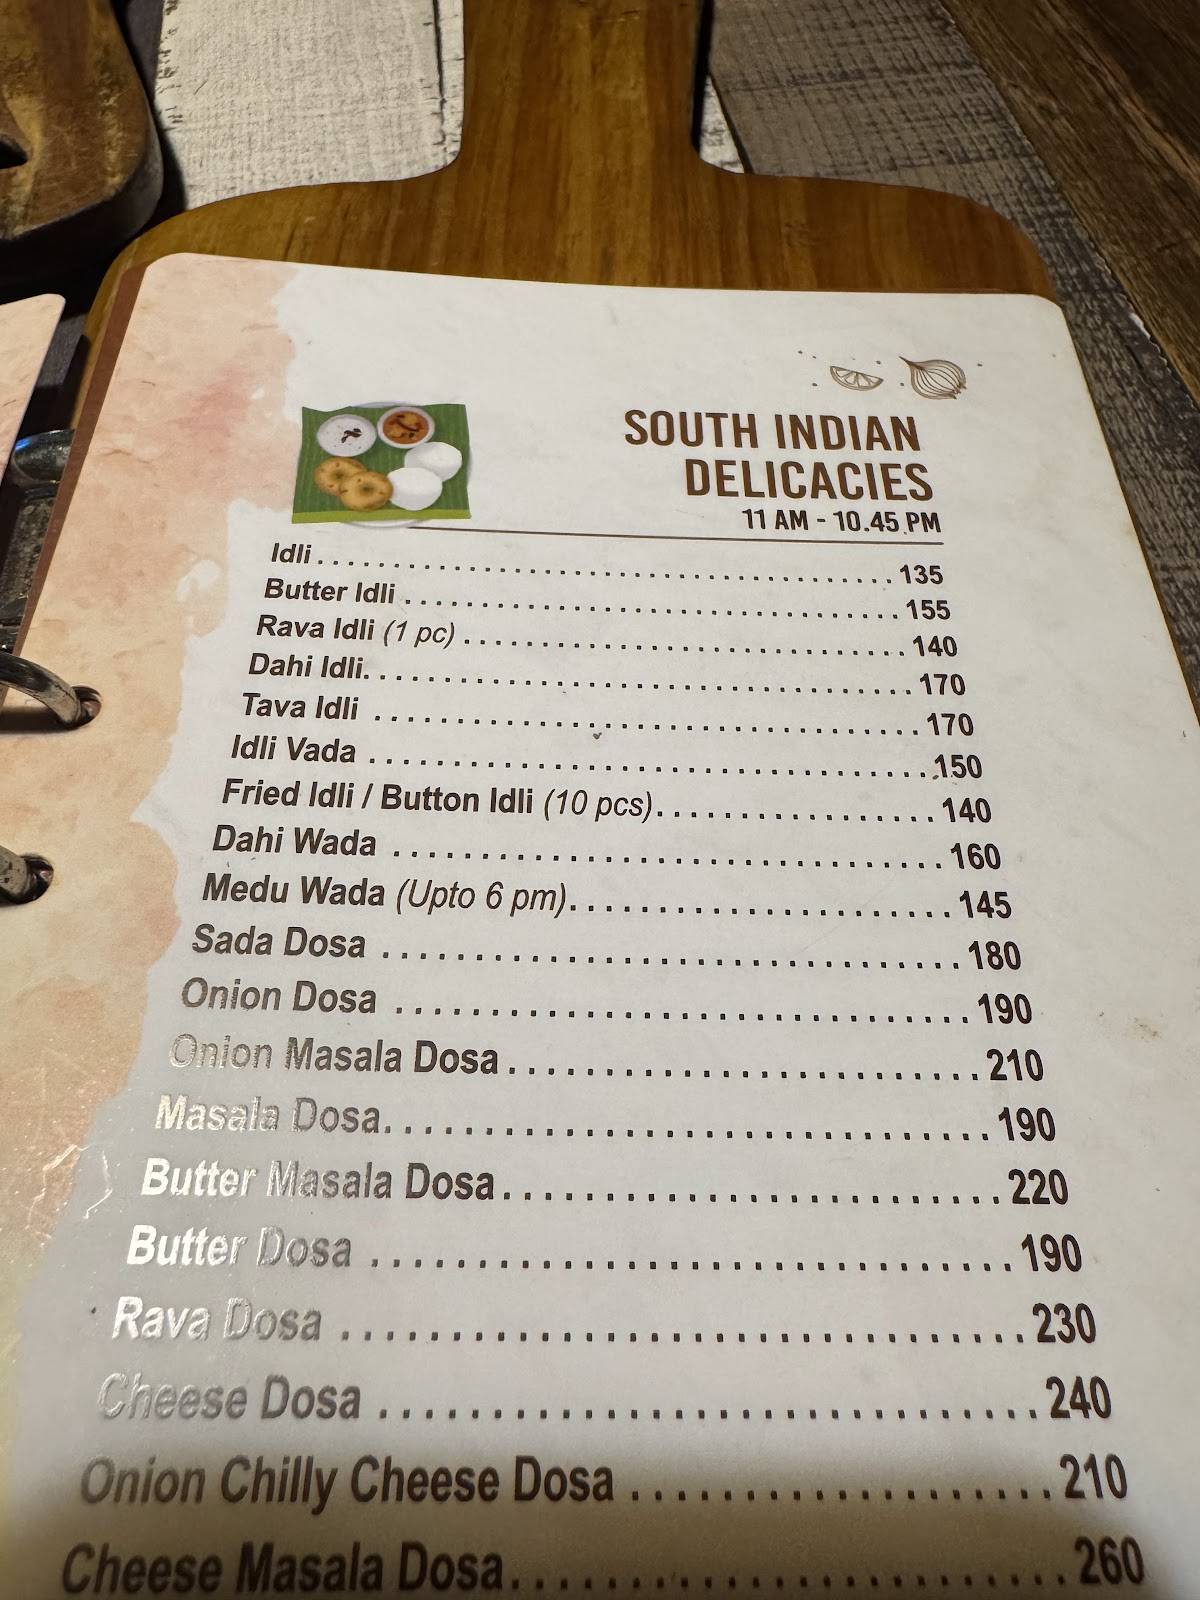 SOUTH INDIAN
DELICACIES
11 AM - 10.45 PM
Idli ........................................ 135
Butter Idli .................................. 155
Rava Idli (1 pc) .............................. 140
Dahi Idli..................................... 170
Tava Idli .................................... 170
Idli Vada .................................... 150
Fried Idli / Button Idli (10 pcs)................. 140
Dahi Wada .................................. 160
Medu Wada (Upto 6 pm)........................ 145
Sada Dosa ................................. 180
Onion Dosa ................................ 190
Onion Masala Dosa.......................... 210
Masala Dosa................................ 190
Butter Masala Dosa.......................... 220
Butter Dosa ................................ 190
Rava Dosa ................................. 230
Cheese Dosa ............................... 240
Onion Chilly Cheese Dosa .................... 210
Cheese Masala Dosa......................... 260